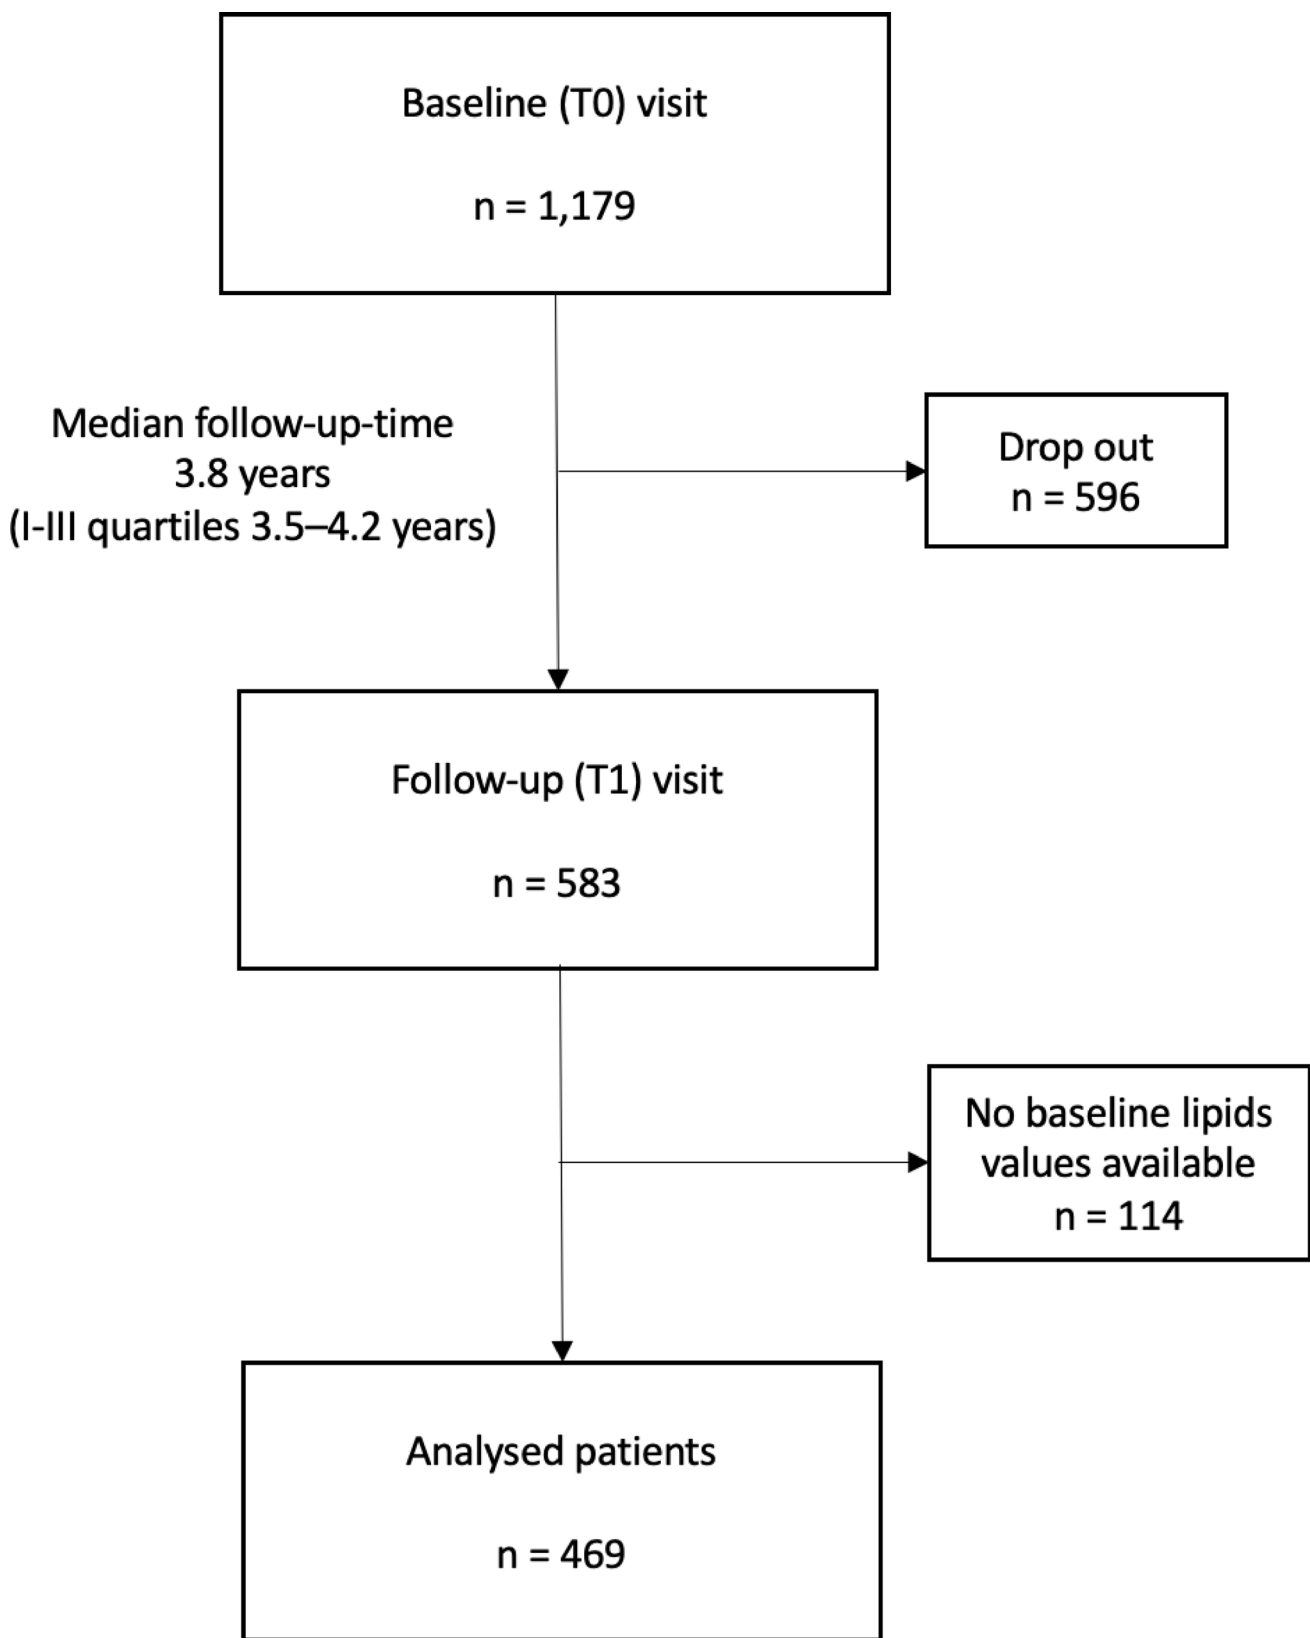 Baseline (T0) visit
n = 1,179
Median follow-up-time
3.8 years
(I-III quartiles 3.5–4.2 years)
Drop out
n = 596
Follow-up (T1) visit
n = 583
No baseline lipids
values available
n = 114
Analysed patients
n = 469